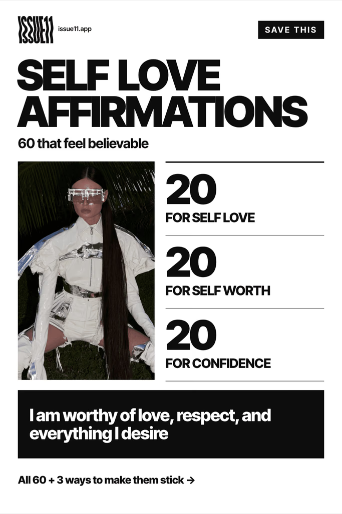 ISSUE11
issue11.app
SAVE THIS
SELF LOVE
AFFIRMATIONS
60 that feel believable
20
FOR SELF LOVE
20
FOR SELF WORTH
20
FOR CONFIDENCE
I am worthy of love, respect, and
everything I desire
All 60 + 3 ways to make them stick →